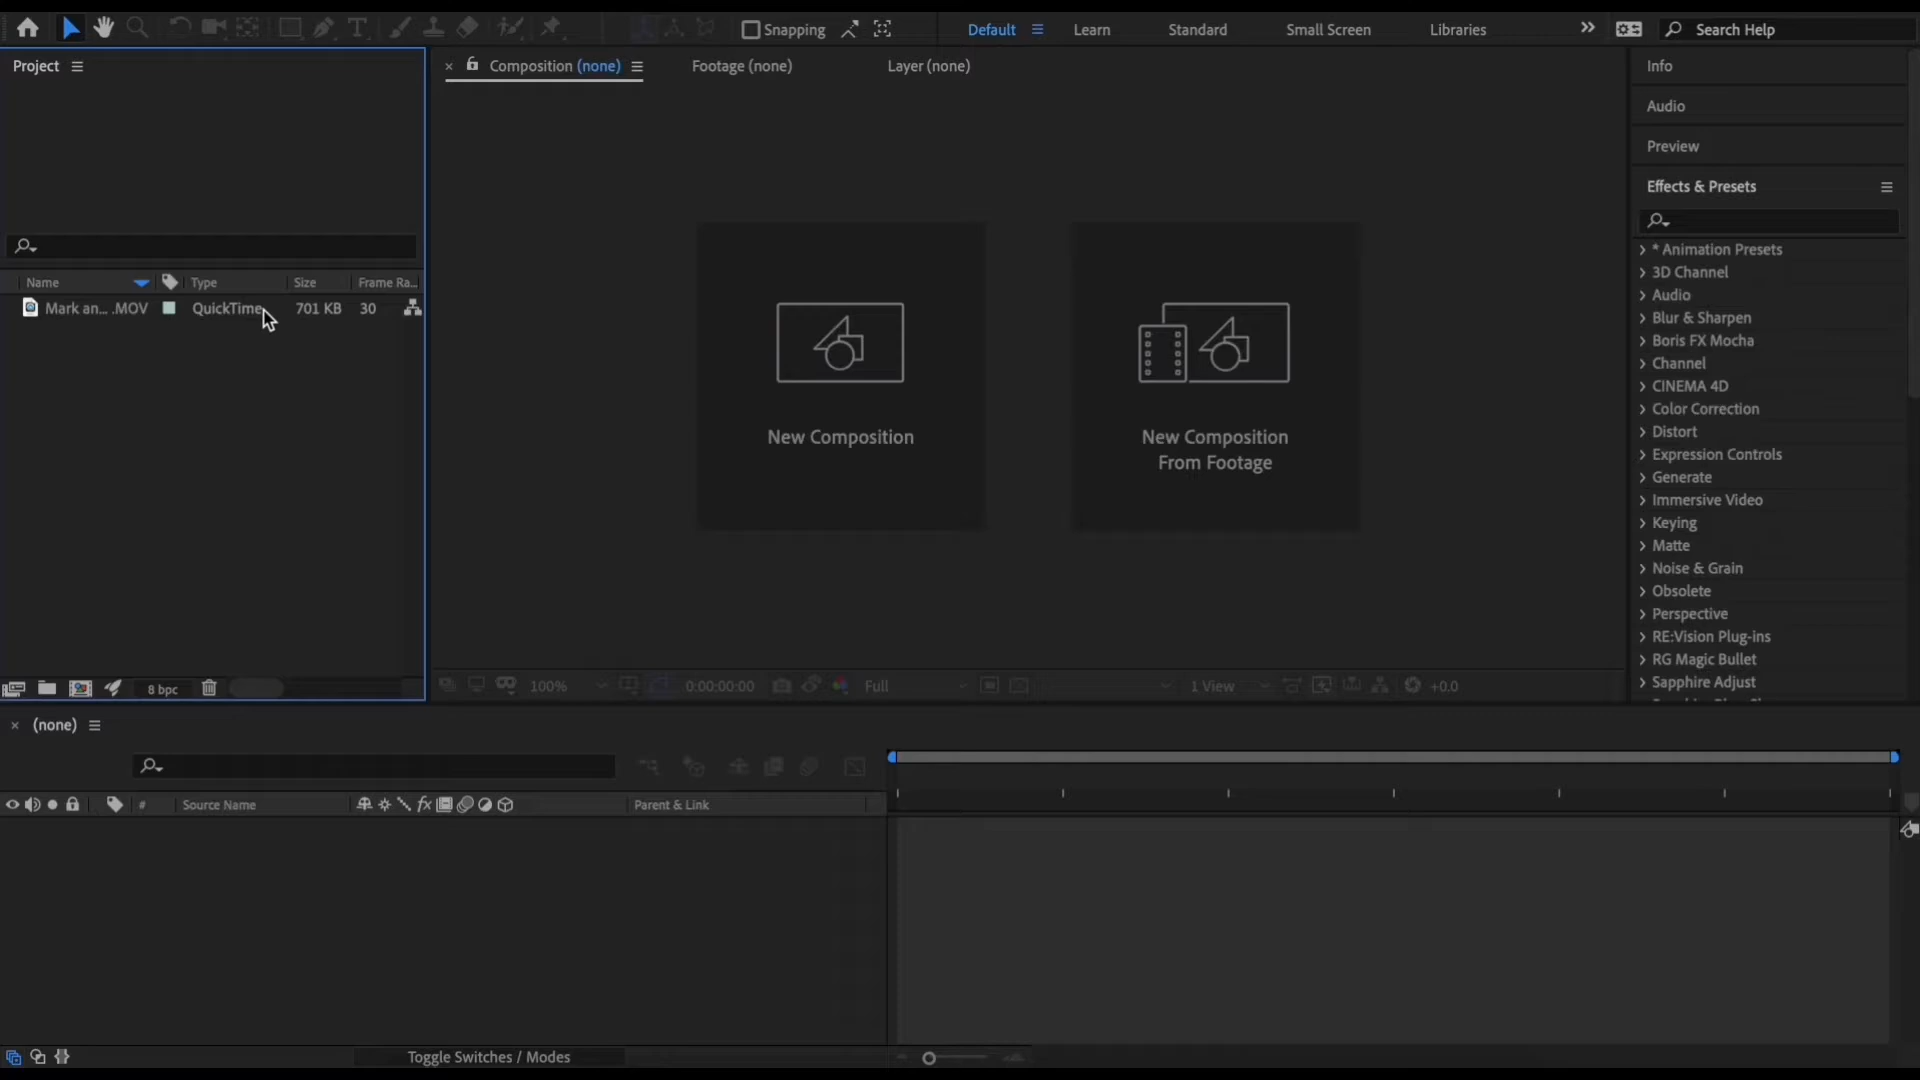 Snapping
Default
Learn
Standard
Small Screen
Libraries
Search Help
Project
Composition (none)
Footage (none)
Layer (none)
Info
Audio
Preview
Effects & Presets
Name
Type
Size
Frame Ra...
Mark an... .MOV
QuickTime
701 KB
30
New Composition
New Composition
From Footage
* Animation Presets
3D Channel
Audio
Blur & Sharpen
Boris FX Mocha
Channel
CINEMA 4D
Color Correction
Distort
Expression Controls
Generate
Immersive Video
Keying
Matte
Noise & Grain
Obsolete
Perspective
RE:Vision Plug-ins
RG Magic Bullet
Sapphire Adjust
8 bpc
100%
0:00:00:00
Full
1 View
+0.0
(none)
#
Source Name
fx
Parent & Link
Toggle Switches / Modes